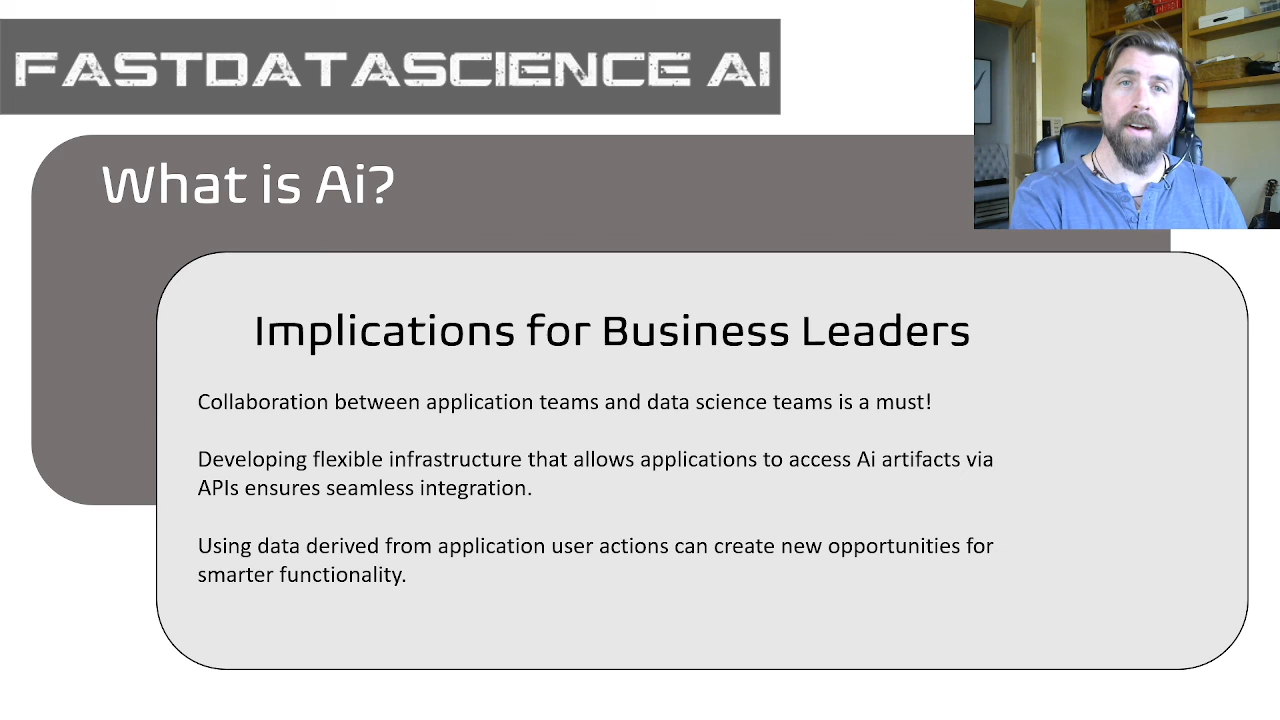 FASTDATASCIENCE AI
What is Ai?
Implications for Business Leaders
Collaboration between application teams and data science teams is a must!
Developing flexible infrastructure that allows applications to access Ai artifacts via
APIs ensures seamless integration.
Using data derived from application user actions can create new opportunities for
smarter functionality.